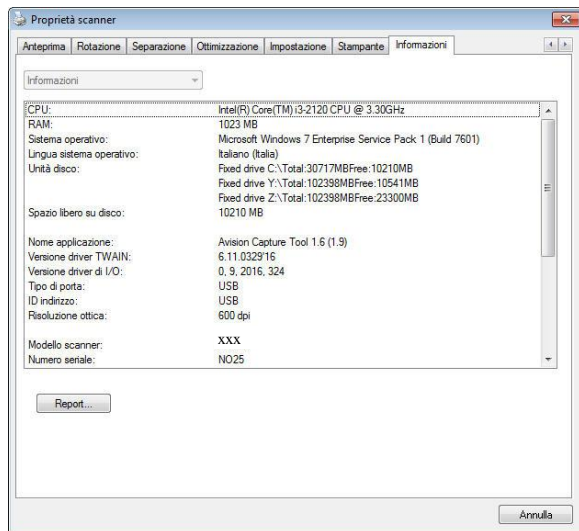 Proprietà scanner
Anteprima Rotazione Separazione Ottimizzazione Impostazione Stampante Informazioni
Informazioni
CPU: Intel(R) Core(TM) i3-2120 CPU @ 3.30GHz
RAM: 1023 MB
Sistema operativo: Microsoft Windows 7 Enterprise Service Pack 1 (Build 7601)
Lingua sistema operativo: Italiano (Italia)
Unità disco: Fixed drive C:\Total:30717MBFree:10210MB
Fixed drive Y:\Total:102398MBFree:10541MB
Fixed drive Z:\Total:102398MBFree:23300MB
Spazio libero su disco: 10210 MB
Nome applicazione: Avision Capture Tool 1.6 (1.9)
Versione driver TWAIN: 6.11.0329'16
Versione driver di I/O: 0, 9, 2016, 324
Tipo di porta: USB
ID indirizzo: USB
Risoluzione ottica: 600 dpi
Modello scanner: XXX
Numero seriale: NO25
Report...
Annulla